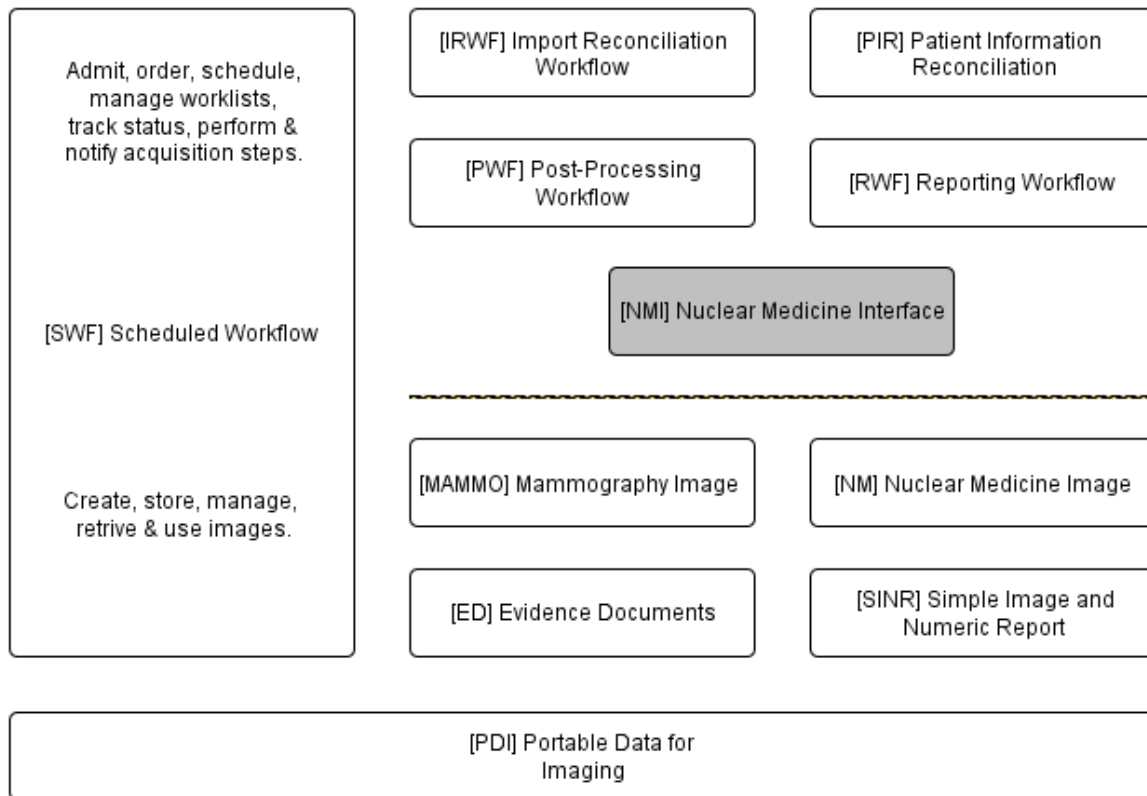 Admit, order, schedule,
manage worklists,
track status, perform &
notify acquisition steps.
[SWF] Scheduled Workflow
Create, store, manage,
retrive & use images.
[IRWF] Import Reconciliation
Workflow
[PIR] Patient Information
Reconciliation
[PWF] Post-Processing
Workflow
[RWF] Reporting Workflow
[NMI] Nuclear Medicine Interface
[MAMMO] Mammography Image
[NM] Nuclear Medicine Image
[ED] Evidence Documents
[SINR] Simple Image and
Numeric Report
[PDI] Portable Data for
Imaging